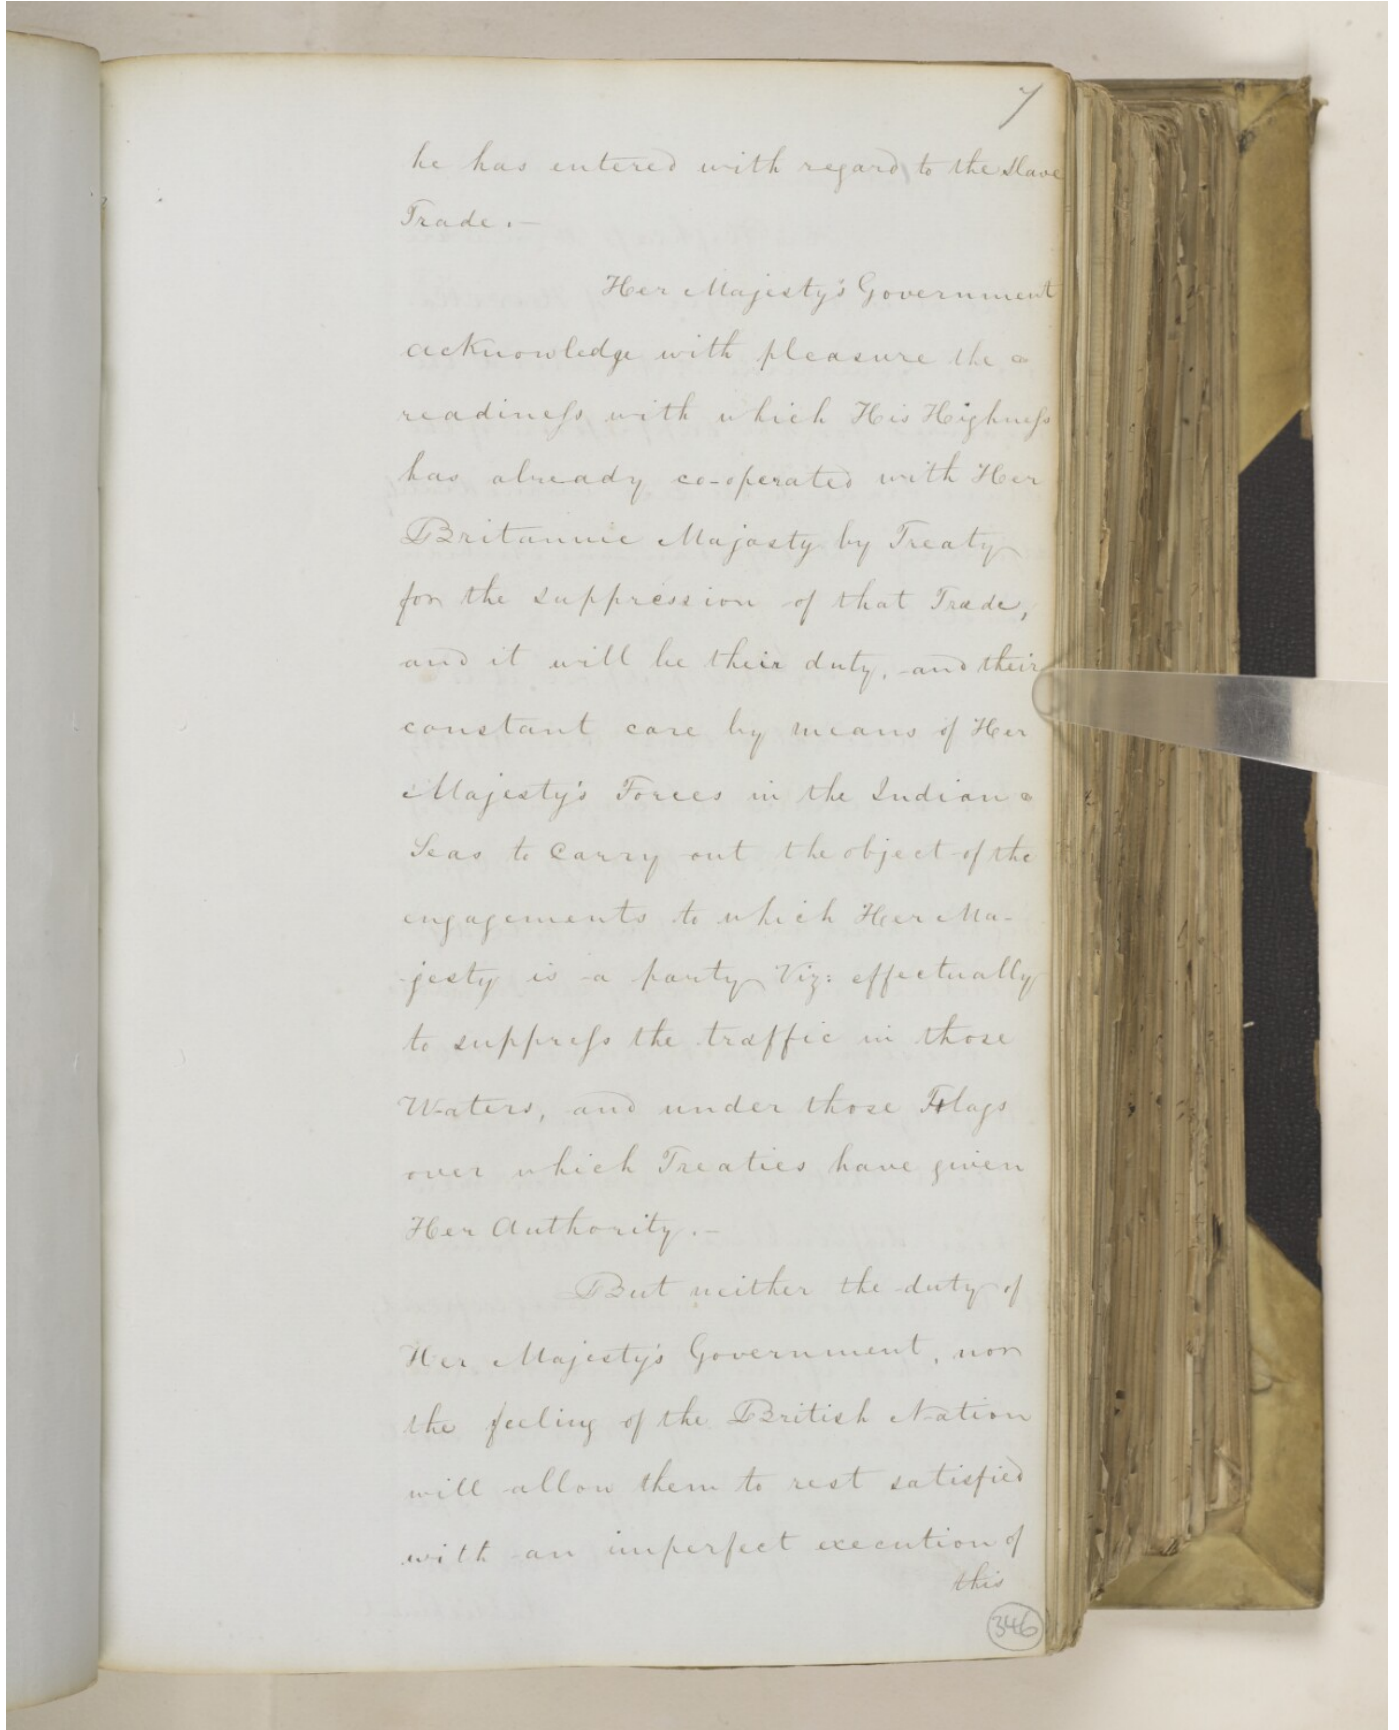 7
he has entered with regard to the Slave
Trade. —
Her Majesty's Government
acknowledge with pleasure the
readineſs with which His Highneſs
has already co-operated with Her
Britannic Majesty by Treaty
for the suppression of that Trade,
and it will be their duty, and their
constant care by means of Her
Majesty's Forces in the Indian
Seas to carry out the object of the
engagements to which Her Ma-
-jesty is a party Viz: effectually
to suppreſs the traffic in those
Waters, and under those Flags
over which Treaties have given
Her Authority. —
But neither the duty of
Her Majesty's Government, nor
the feeling of the British Nation
will allow them to rest satisfied
with an imperfect execution of
this
346